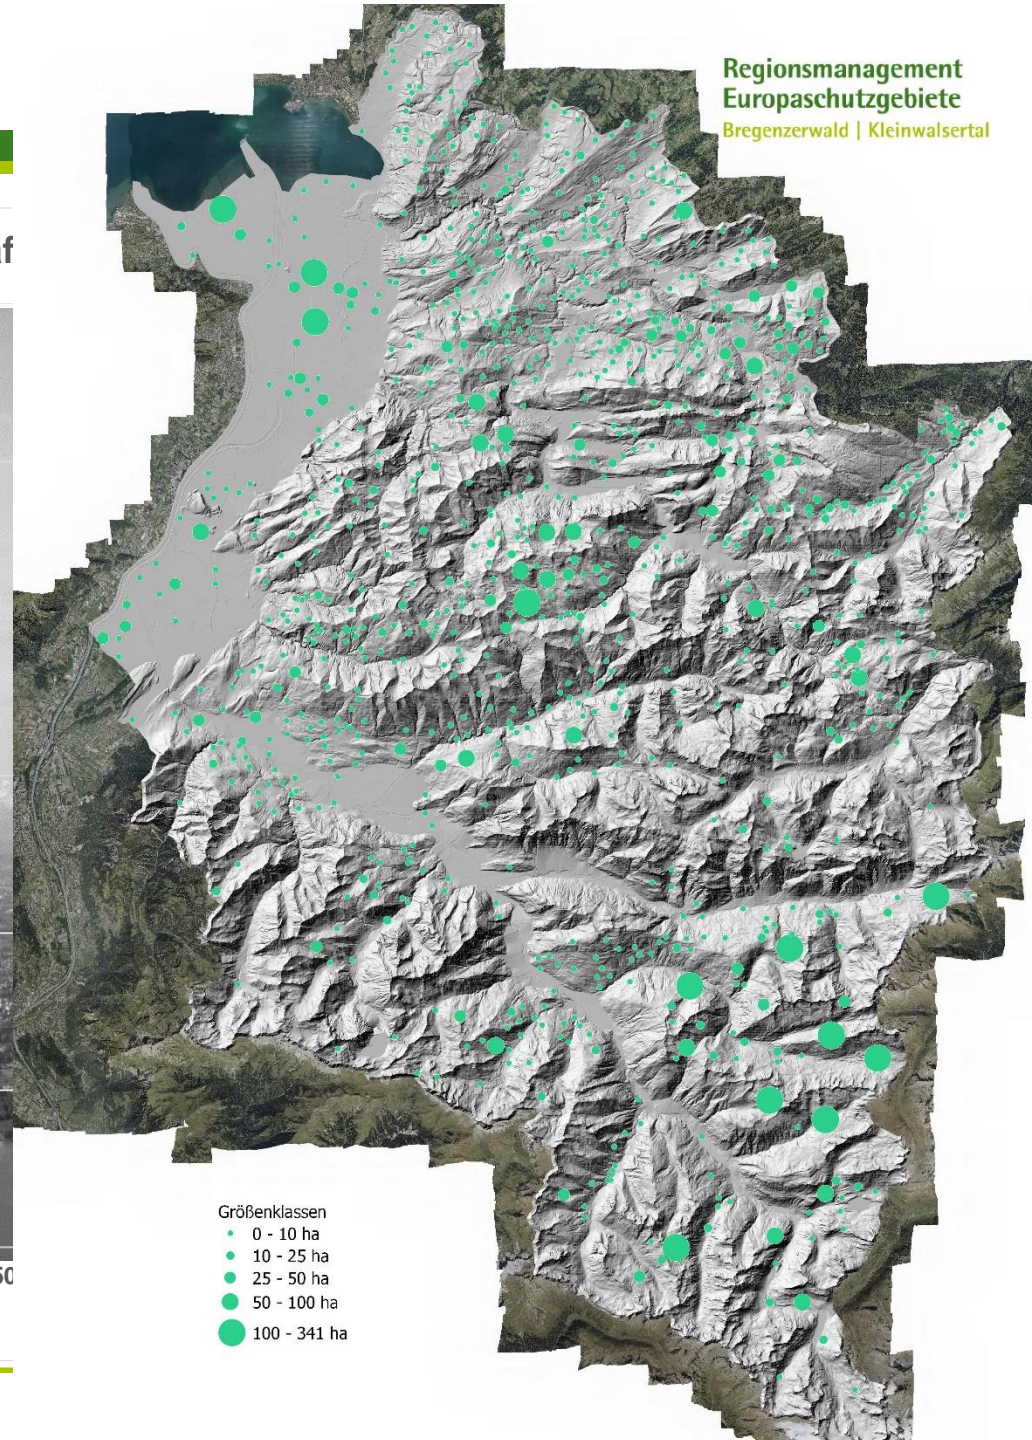 Regionsmanagement
Europaschutzgebiete
Bregenzerwald | Kleinwalsertal
Größenklassen
0 - 10 ha
10 - 25 ha
25 - 50 ha
50 - 100 ha
100 - 341 ha